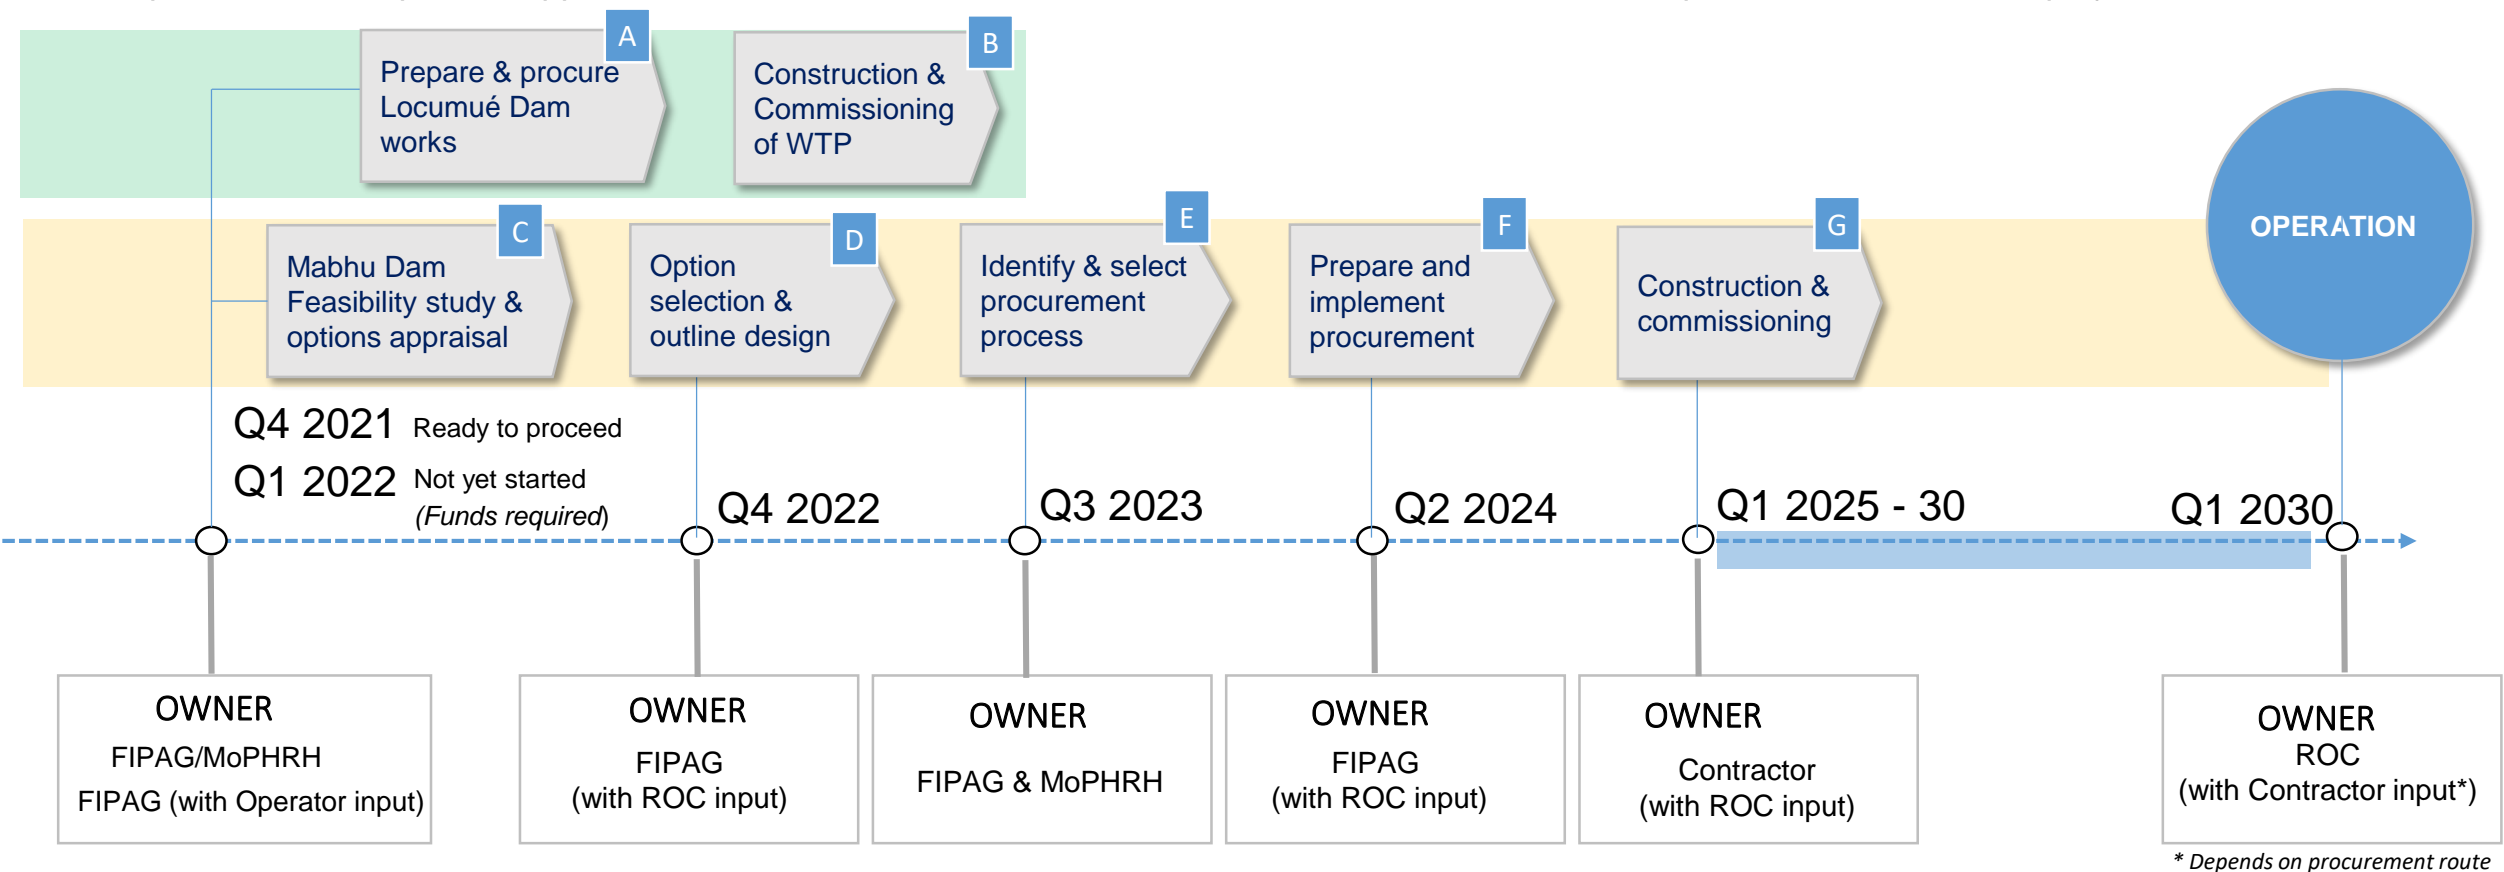 A
Prepare & procure
Locumué Dam
works
B
Construction &
Commissioning
of WTP
C
Mabhu Dam
Feasibility study &
options appraisal
D
Option
selection &
outline design
E
Identify & select
procurement
process
F
Prepare and
implement
procurement
G
Construction &
commissioning
OPERATION
Q4 2021 Ready to proceed
Q1 2022 Not yet started
(Funds required)
Q4 2022
Q3 2023
Q2 2024
Q1 2025 - 30
Q1 2030
OWNER
FIPAG/MoPHRH
FIPAG (with Operator input)
OWNER
FIPAG
(with ROC input)
OWNER
FIPAG & MoPHRH
OWNER
FIPAG
(with ROC input)
OWNER
Contractor
(with ROC input)
OWNER
ROC
(with Contractor input*)
* Depends on procurement route